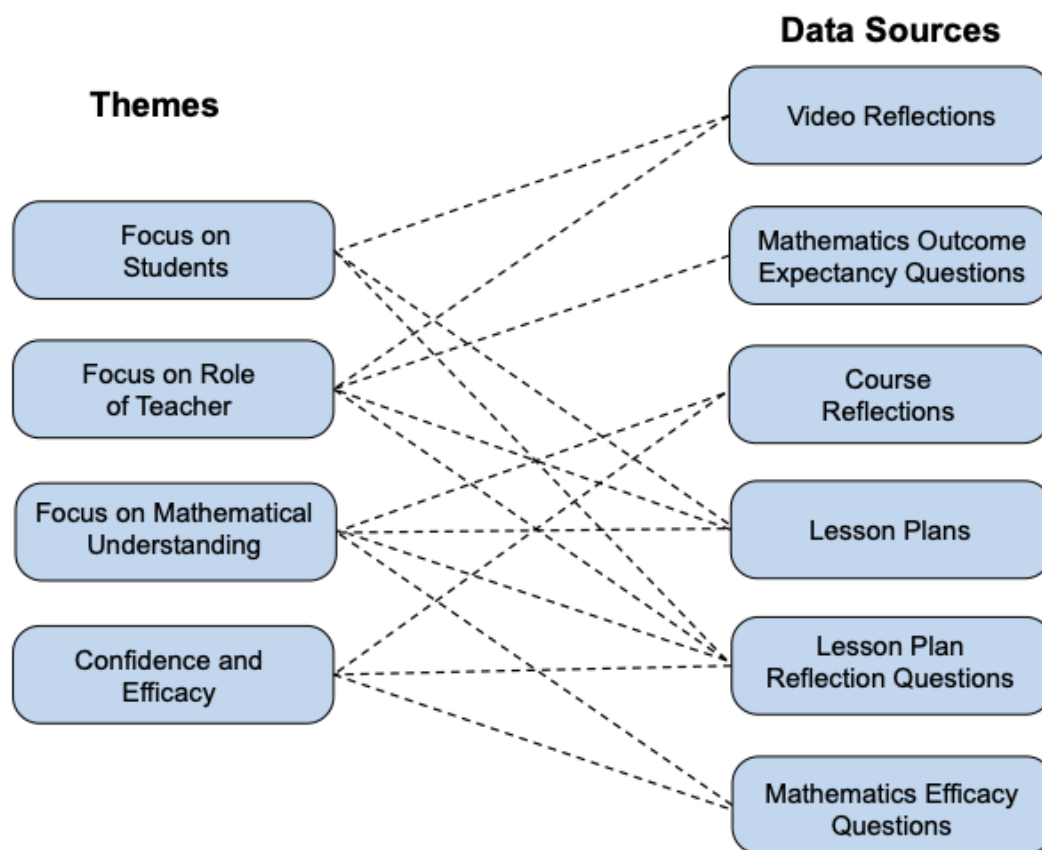 Data Sources
Themes
Video Reflections
Focus on
Students
Mathematics Outcome
Expectancy Questions
Focus on Role
of Teacher
Course
Reflections
Focus on Mathematical
Understanding
Lesson Plans
Confidence and
Efficacy
Lesson Plan
Reflection Questions
Mathematics Efficacy
Questions